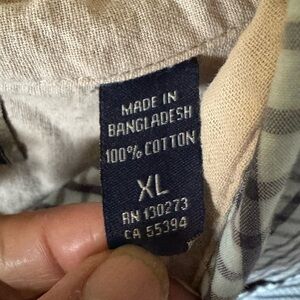 MADE IN
BANGLADESH
100% COTTON
XL
RN 130273
CA 55394